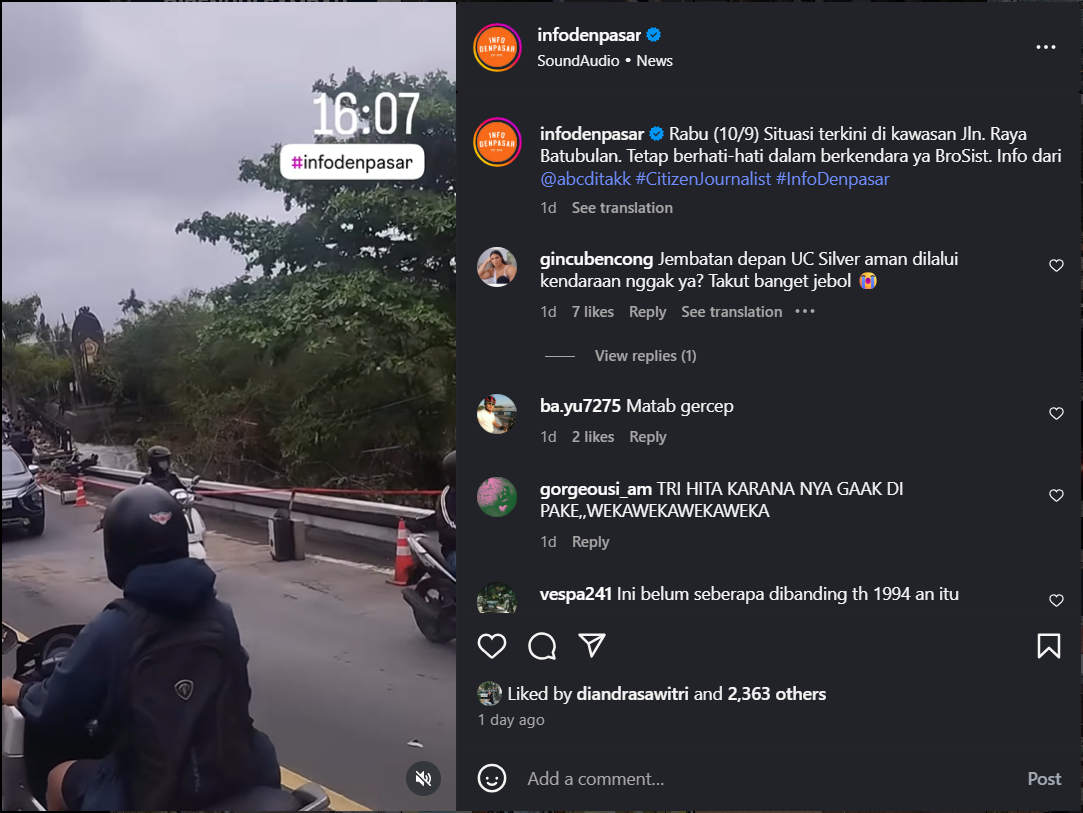 16:07
#infodenpasar
INFO
DENPASAR
infodenpasar
SoundAudio • News
INFO
DENPASAR
infodenpasar Rabu (10/9) Situasi terkini di kawasan Jln. Raya
Batubulan. Tetap berhati-hati dalam berkendara ya BroSist. Info dari
@abcditakk #CitizenJournalist #InfoDenpasar
1d See translation
gincubencong Jembatan depan UC Silver aman dilalui
kendaraan nggak ya? Takut banget jebol 😭
1d 7 likes Reply See translation •••
View replies (1)
ba.yu7275 Matab gercep
1d 2 likes Reply
gorgeousi_am TRI HITA KARANA NYA GAAK DI
PAKE,,WEKAWEKAWEKAWEKA
1d Reply
vespa241 Ini belum seberapa dibanding th 1994 an itu
Liked by diandrasawitri and 2,363 others
1 day ago
Add a comment...
Post